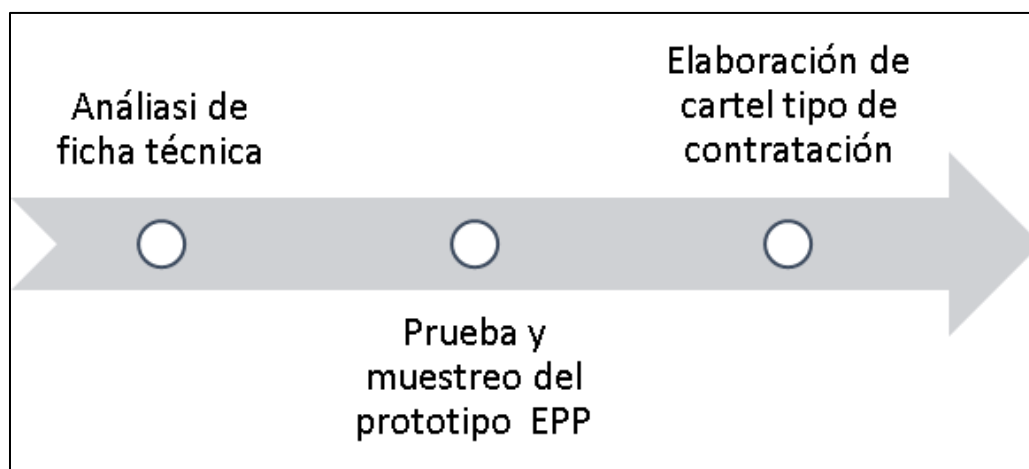 Análiasi de
ficha técnica
Prueba y
muestreo del
prototipo EPP
Elaboración de
cartel tipo de
contratación